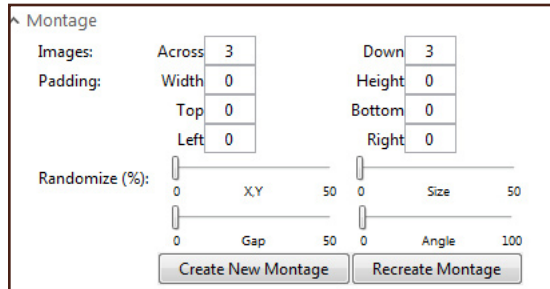 Montage
Images: Across 3 Down 3
Padding: Width 0 Height 0
Top 0 Bottom 0
Left 0 Right 0
Randomize (%):
0 X,Y 50 0 Size 50
0 Gap 50 0 Angle 100
Create New Montage Recreate Montage